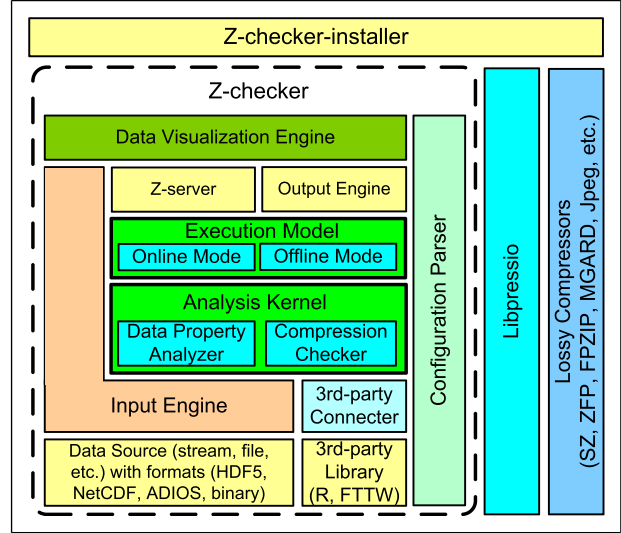 Z-checker-installer
Z-checker
Data Visualization Engine
Z-server
Output Engine
Execution Model
Online Mode
Offline Mode
Analysis Kernel
Data Property
Analyzer
Compression
Checker
Input Engine
3rd-party
Connecter
Data Source (stream, file,
etc.) with formats (HDF5,
NetCDF, ADIOS, binary)
3rd-party
Library
(R, FTTW)
Configuration Parser
Libpressio
Lossy Compressors
(SZ, ZFP, FPZIP, MGARD, Jpeg, etc.)